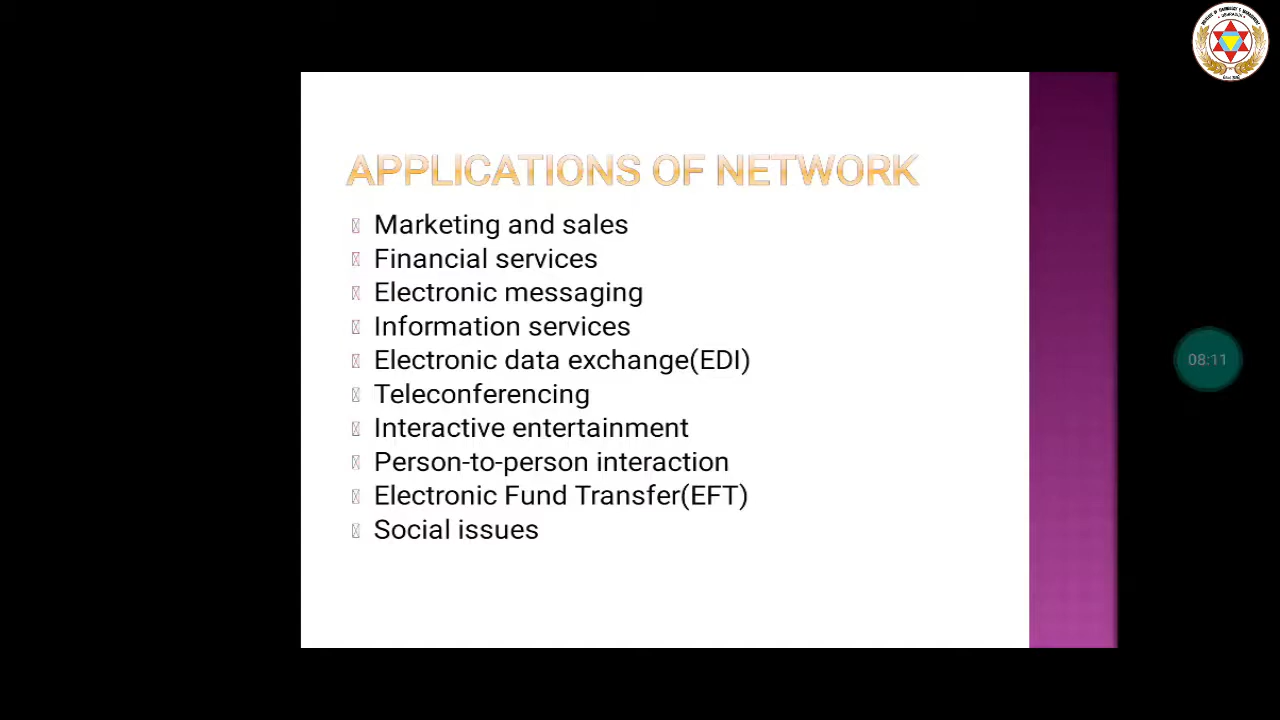 APPLICATIONS OF NETWORK
Marketing and sales
Financial services
Electronic messaging
Information services
Electronic data exchange(EDI)
Teleconferencing
Interactive entertainment
Person-to-person interaction
Electronic Fund Transfer(EFT)
Social issues
08:11